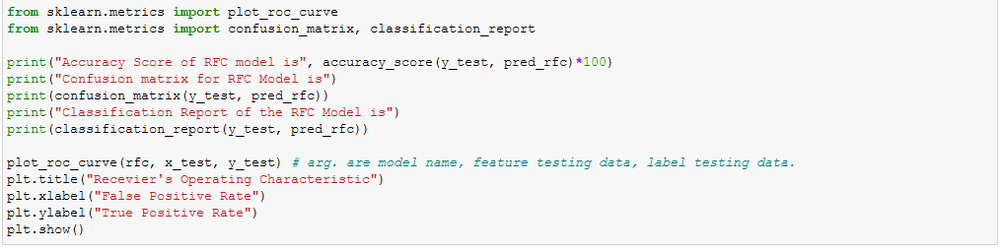 from sklearn.metrics import plot_roc_curve
from sklearn.metrics import confusion_matrix, classification_report
print("Accuracy Score of RFC model is", accuracy_score(y_test, pred_rfc)*100)
print("Confusion matrix for RFC Model is")
print(confusion_matrix(y_test, pred_rfc))
print("Classification Report of the RFC Model is")
print(classification_report(y_test, pred_rfc))
plot_roc_curve(rfc, x_test, y_test) # arg. are model name, feature testing data, label testing data.
plt.title("Recevier's Operating Characteristic")
plt.xlabel("False Positive Rate")
plt.ylabel("True Positive Rate")
plt.show()